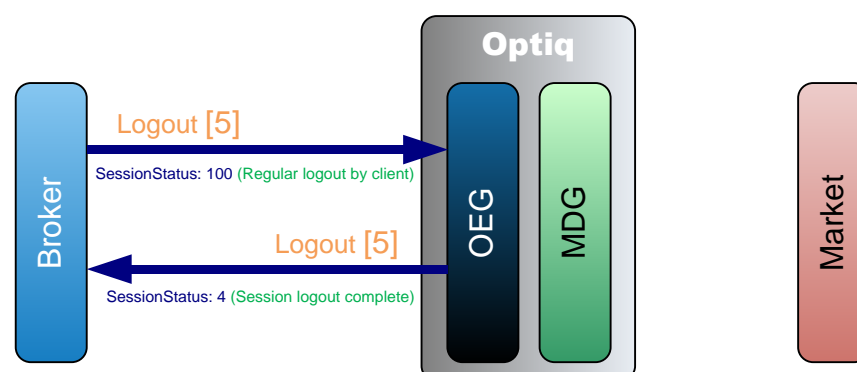 Optiq
Logout [5]
SessionStatus: 100 (Regular logout by client)
Broker
OEG
MDG
Market
Logout [5]
SessionStatus: 4 (Session logout complete)